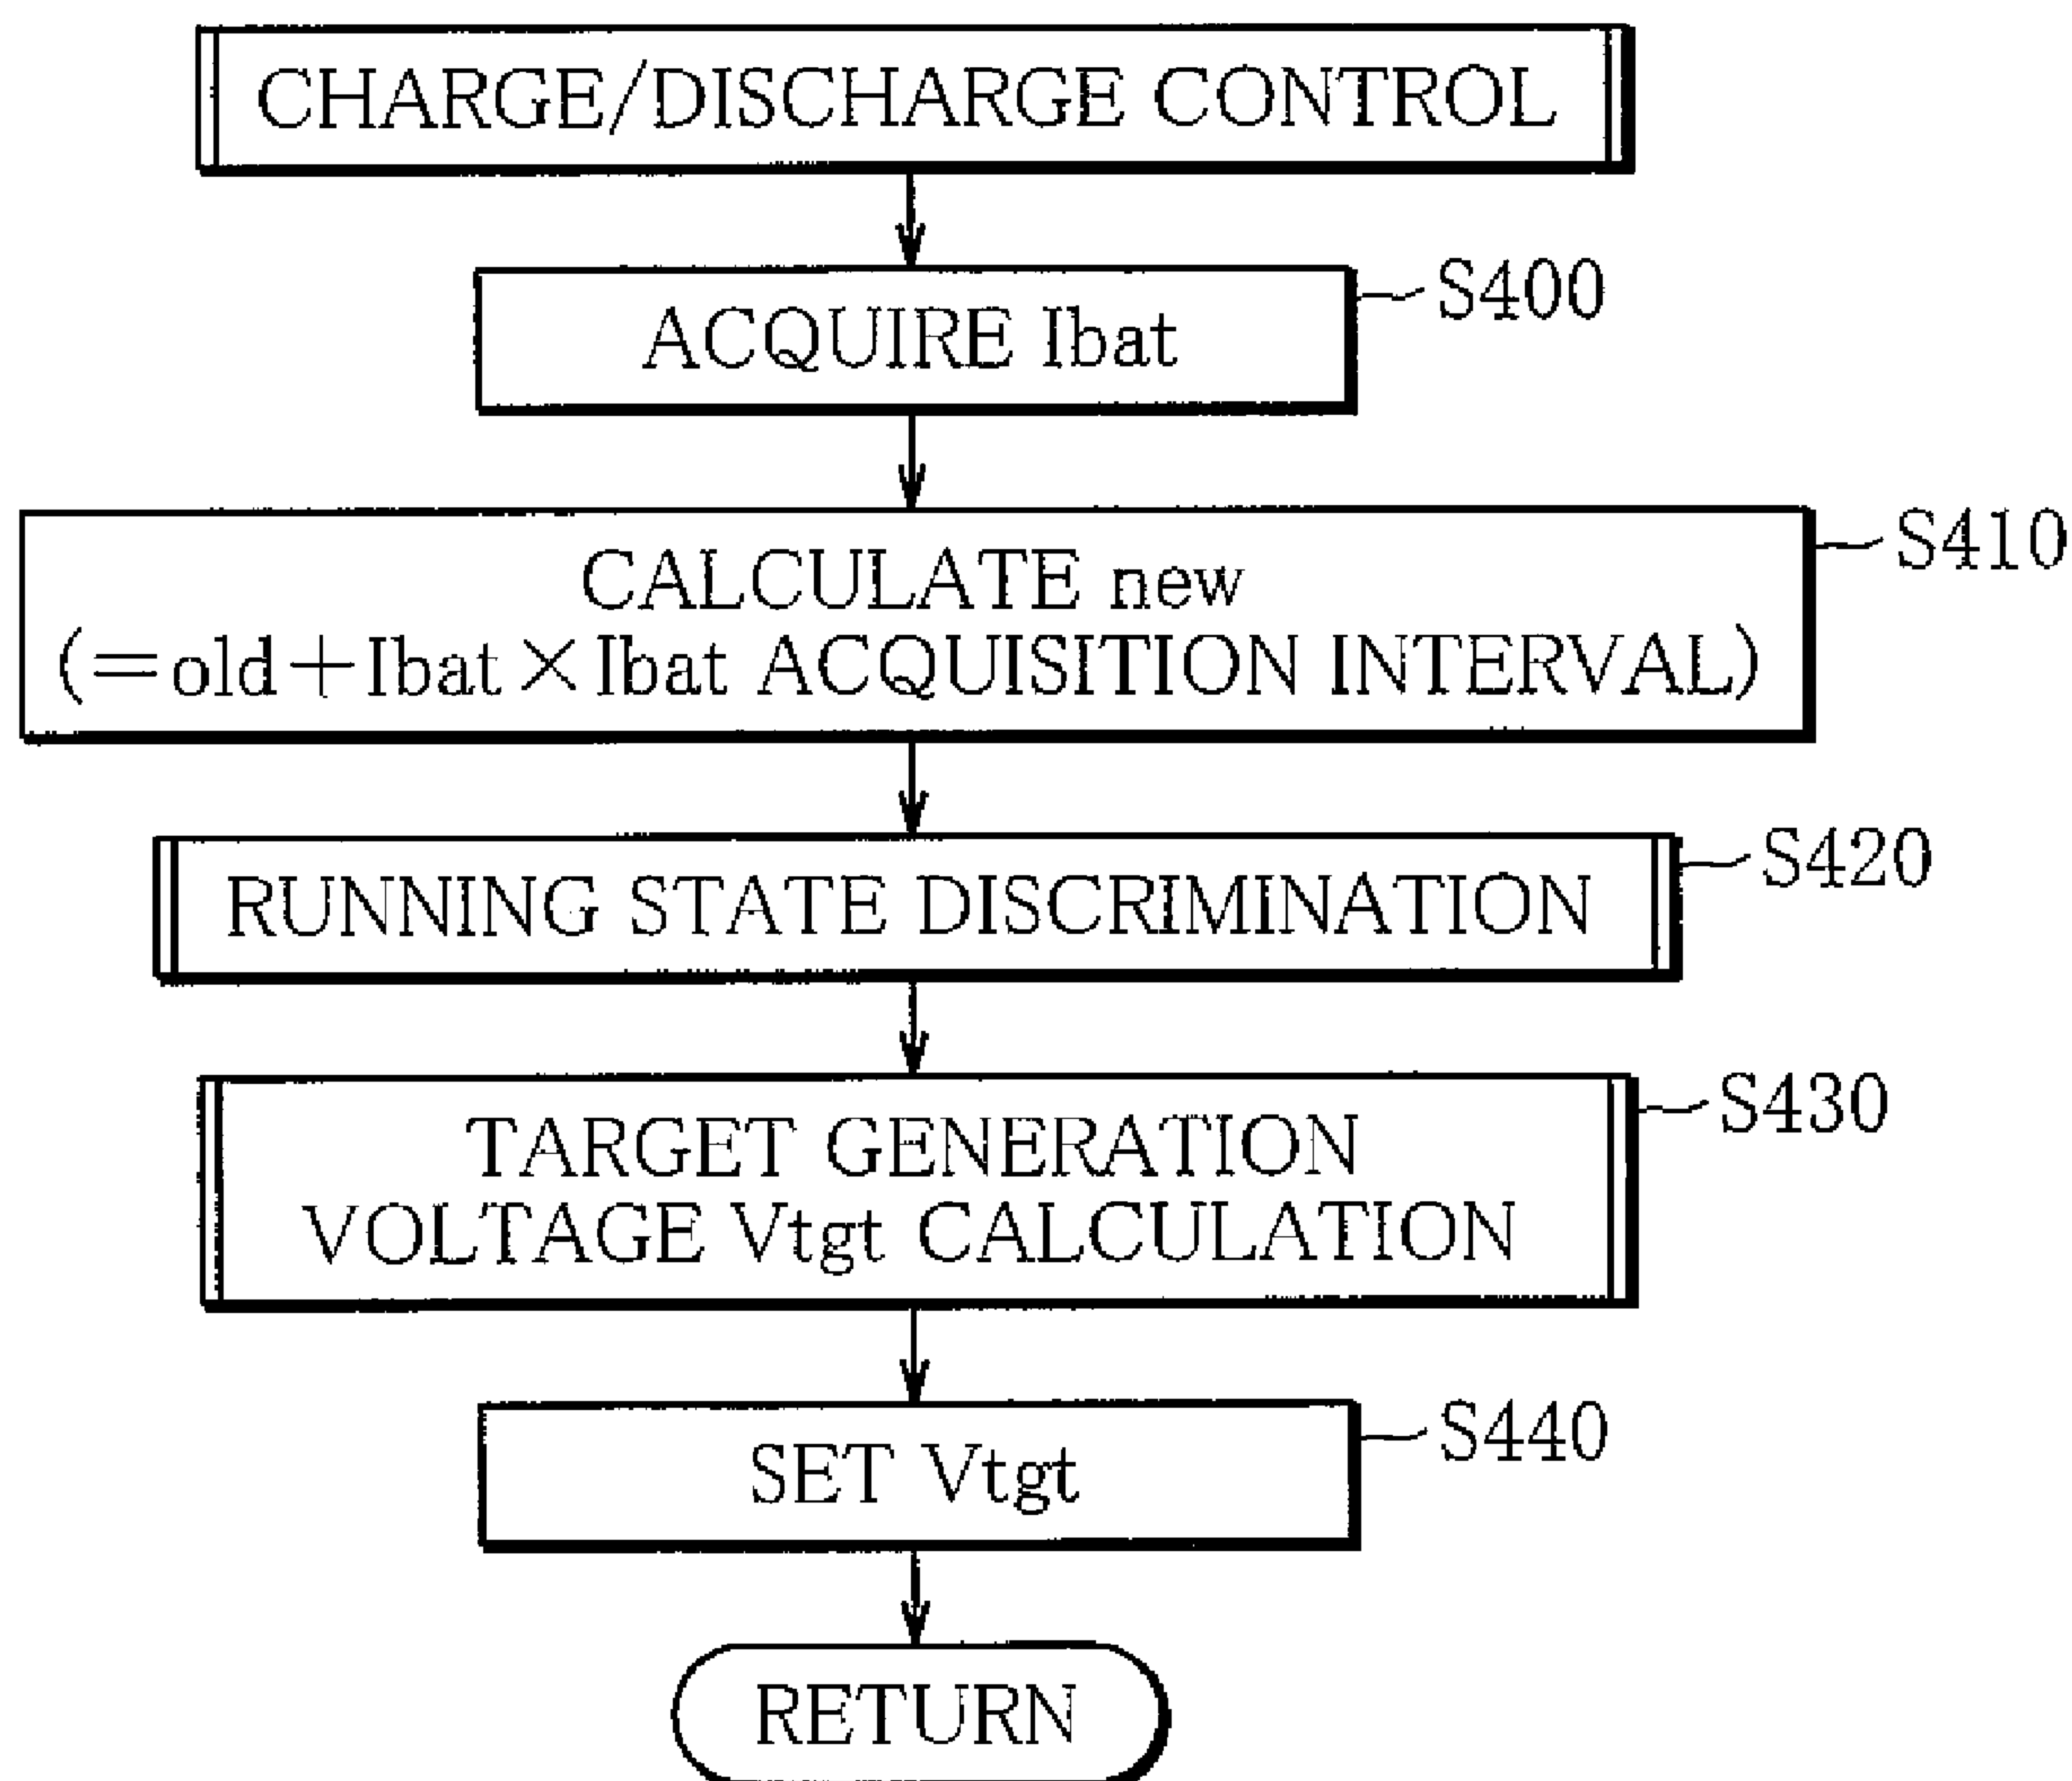 CHARGE/DISCHARGE CONTROL
ACQUIRE Ibat
S400
CALCULATE new
(=old+Ibat×Ibat ACQUISITION INTERVAL)
S410
RUNNING STATE DISCRIMINATION
S420
TARGET GENERATION
VOLTAGE Vtgt CALCULATION
S430
SET Vtgt
S440
RETURN